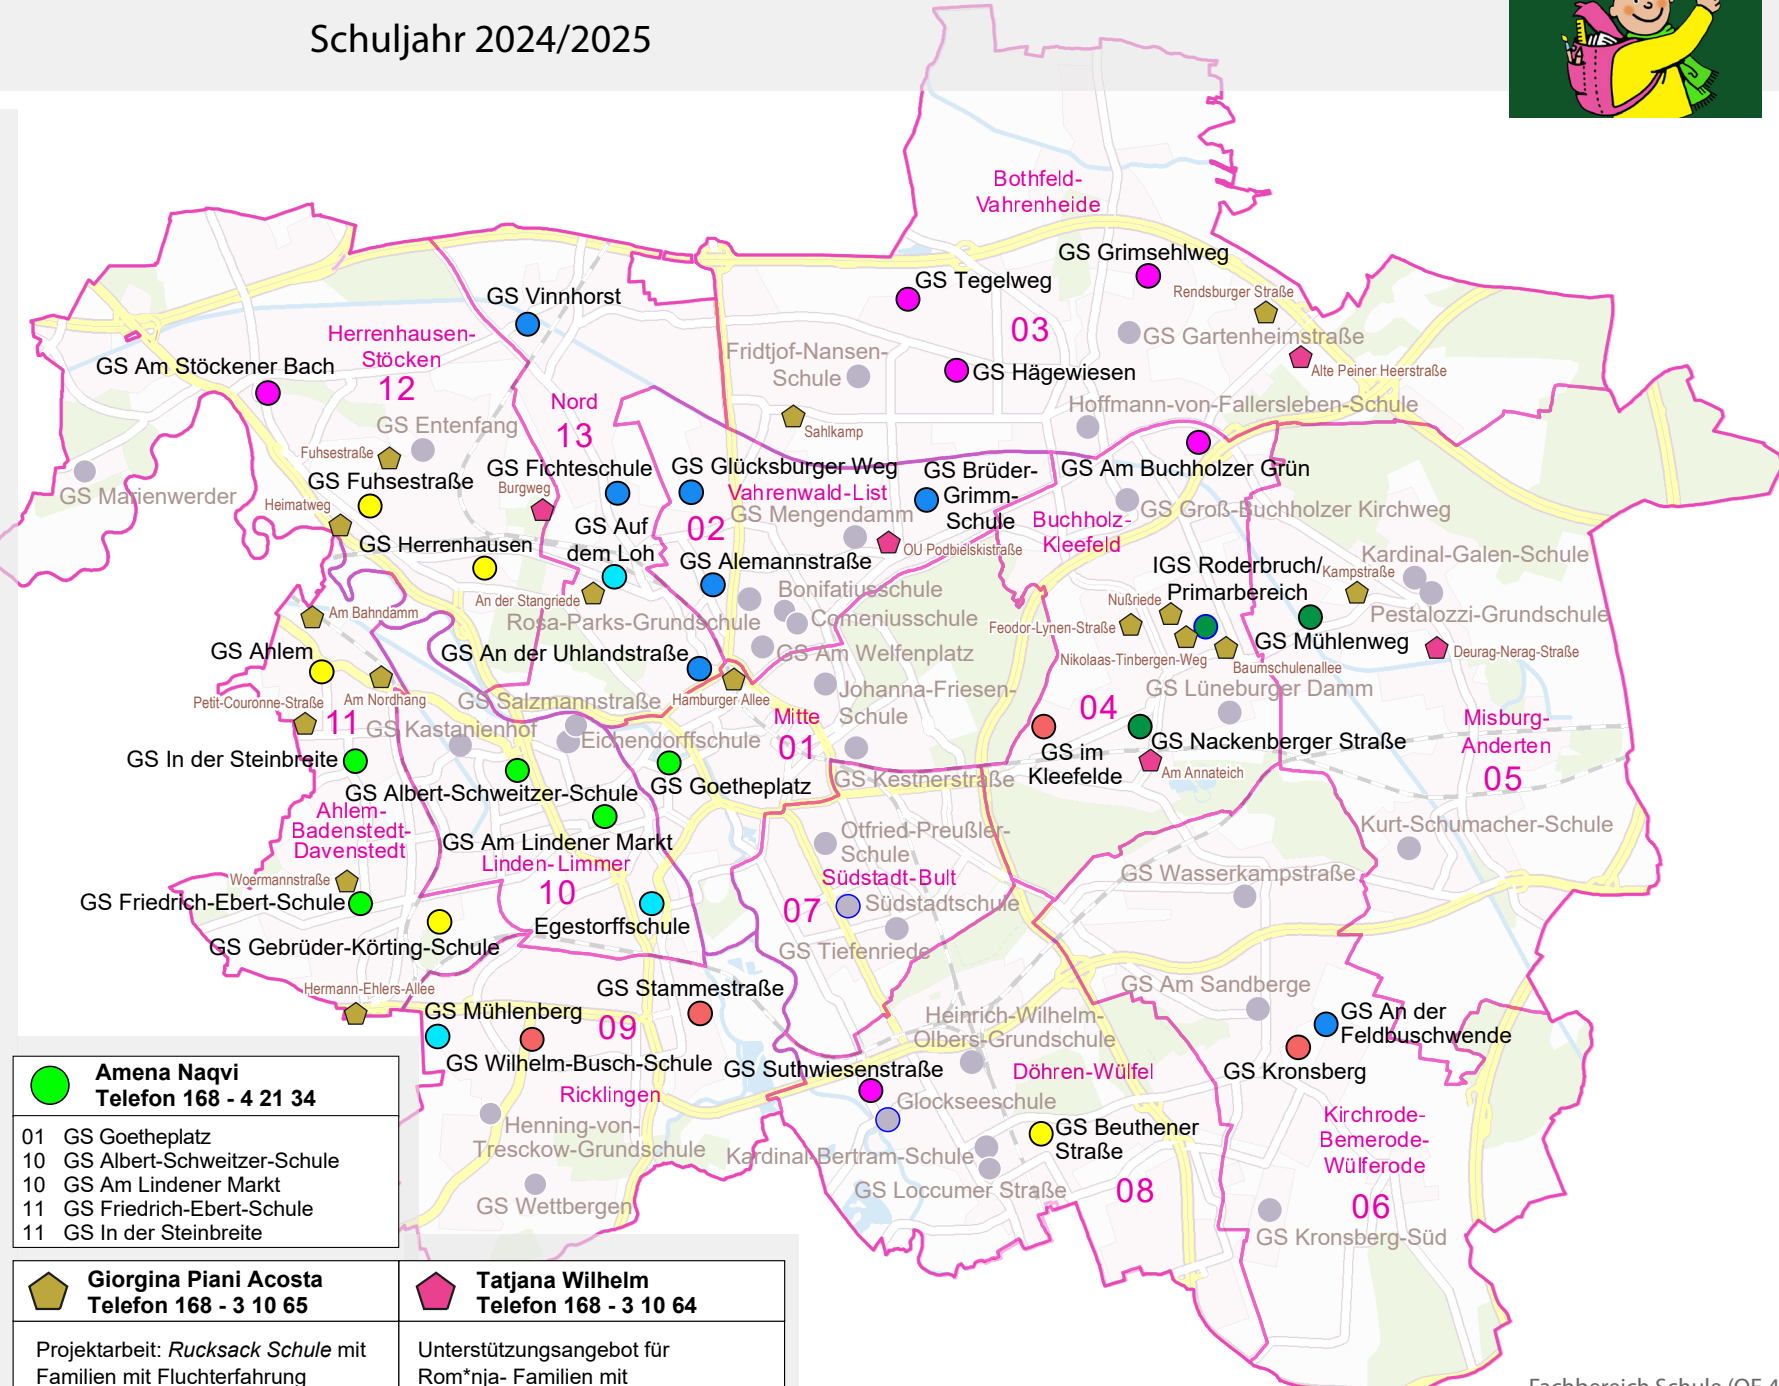 Schuljahr 2024/2025
Bothfeld-
Vahrenheide
GS Grimsehlweg
GS Tegelweg
Rendsburger Straße
GS Vinnhorst
03
Herrenhausen-
Stöcken
12
GS Gartenheimstraße
Fridtjof-Nansen-
Schule
GS Am Stöckener Bach
GS Hägewiesen
Alte Peiner Heerstraße
Nord
13
Hoffmann-von-Fallersleben-Schule
GS Entenfang
Sahlkamp
Fuhsestraße
GS Fichteschule
GS Glücksburger Weg
GS Brüder-
Grimm-
Schule
GS Am Buchholzer Grün
GS Fuhsestraße
Burgweg
Vahrenwald-List
02
GS Marienwerder
Heimatweg
GS Mengendamm
GS Groß-Buchholzer Kirchweg
GS Auf
dem Loh
Buchholz-
Kleefeld
GS Herrenhausen
OU Podbielskistraße
Kardinal-Galen-Schule
GS Alemannstraße
IGS Roderbruch/
Primarbereich
Kampstraße
Bonifatiusschule
An der Stangriede
Nußriede
Am Bahndamm
Rosa-Parks-Grundschule
Comeniusschule
Feodor-Lynen-Straße
Pestalozzi-Grundschule
GS Mühlenweg
GS Ahlem
GS An der Uhlandstraße
GS Am Welfenplatz
Nikolaas-Tinbergen-Weg
Baumschulenallee
Deurag-Nerag-Straße
Petit-Couronne-Straße
Am Nordhang
GS Salzmannstraße
Hamburger Allee
Johanna-Friesen-
Schule
GS Lüneburger Damm
11
GS Kastanienhof
Mitte
01
04
Misburg-
Anderten
05
Eichendorffschule
GS im
Kleefelde
GS Nackenberger Straße
GS In der Steinbreite
Am Annateich
GS Kestnerstraße
GS Albert-Schweitzer-Schule
GS Goetheplatz
Ahlem-
Badenstedt-
Davenstedt
Otfried-Preußler-
Schule
Kurt-Schumacher-Schule
GS Am Lindener Markt
Linden-Limmer
10
Südstadt-Bult
07
GS Wasserkampstraße
Woermannstraße
GS Friedrich-Ebert-Schule
Südstadtschule
Egestorffschule
GS Gebrüder-Körting-Schule
GS Tiefenriede
Hermann-Ehlers-Allee
GS Stammestraße
GS Am Sandberge
GS Mühlenberg
09
Heinrich-Wilhelm-
Olbers-Grundschule
GS An der
Feldbuschwende
GS Wilhelm-Busch-Schule
GS Suthwiesenstraße
Döhren-Wülfel
GS Kronsberg
Ricklingen
Glockseeschule
Kirchrode-
Bemerode-
Wülferode
06
Henning-von-
Tresckow-Grundschule
GS Beuthener
Straße
Kardinal-Bertram-Schule
GS Loccumer Straße
08
GS Wettbergen
GS Kronsberg-Süd
Amena Naqvi
Telefon 168 - 4 21 34
01 GS Goetheplatz
10 GS Albert-Schweitzer-Schule
10 GS Am Lindener Markt
11 GS Friedrich-Ebert-Schule
11 GS In der Steinbreite
Giorgina Piani Acosta
Telefon 168 - 3 10 65
Projektarbeit: Rucksack Schule mit
Familien mit Fluchterfahrung
Tatjana Wilhelm
Telefon 168 - 3 10 64
Unterstützungsangebot für
Rom*nja- Familien mit
Fachbereich Schule (OE 4